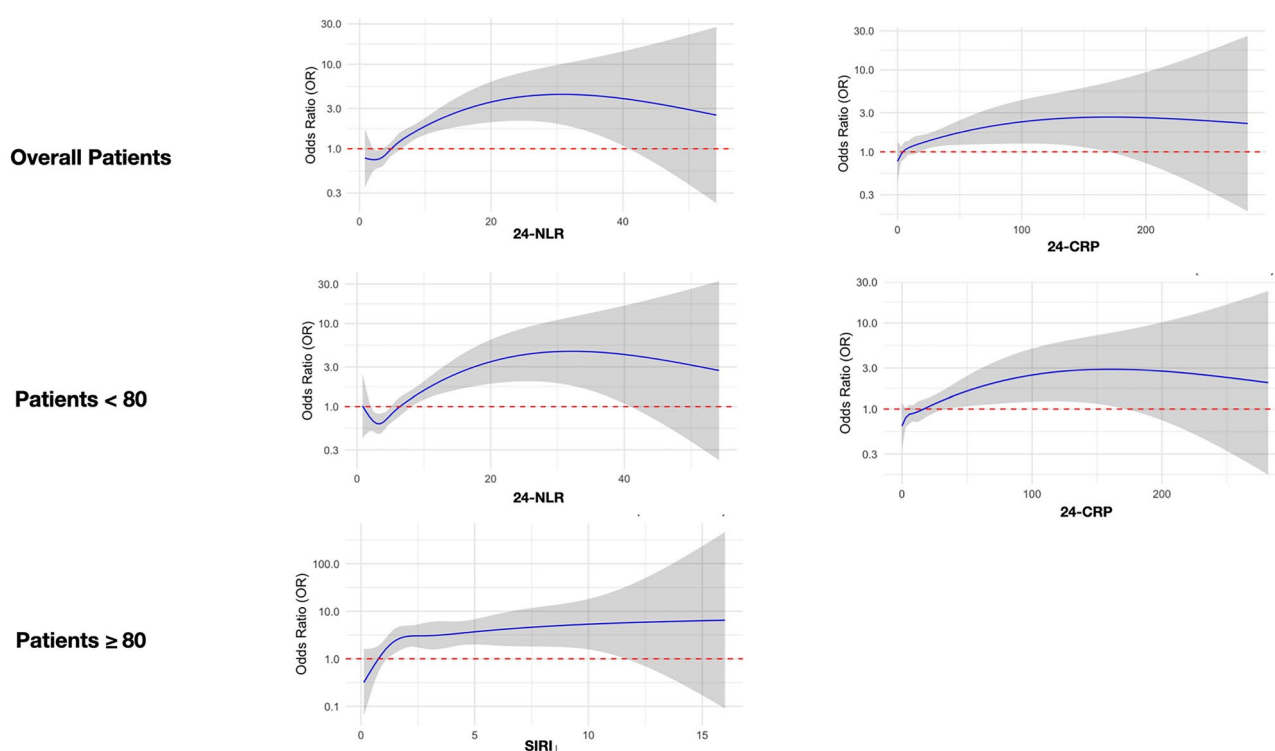 Overall Patients
Odds Ratio (OR)
30.0
10.0
3.0
1.0
0.3
0 20 40
24-NLR
Odds Ratio (OR)
30.0
10.0
3.0
1.0
0.3
0 100 200
24-CRP
Patients < 80
Odds Ratio (OR)
30.0
10.0
3.0
1.0
0.3
0 20 40
24-NLR
Odds Ratio (OR)
30.0
10.0
3.0
1.0
0.3
0 100 200
24-CRP
Patients ≥ 80
Odds Ratio (OR)
100.0
10.0
1.0
0.1
0 5 10 15
SIRI